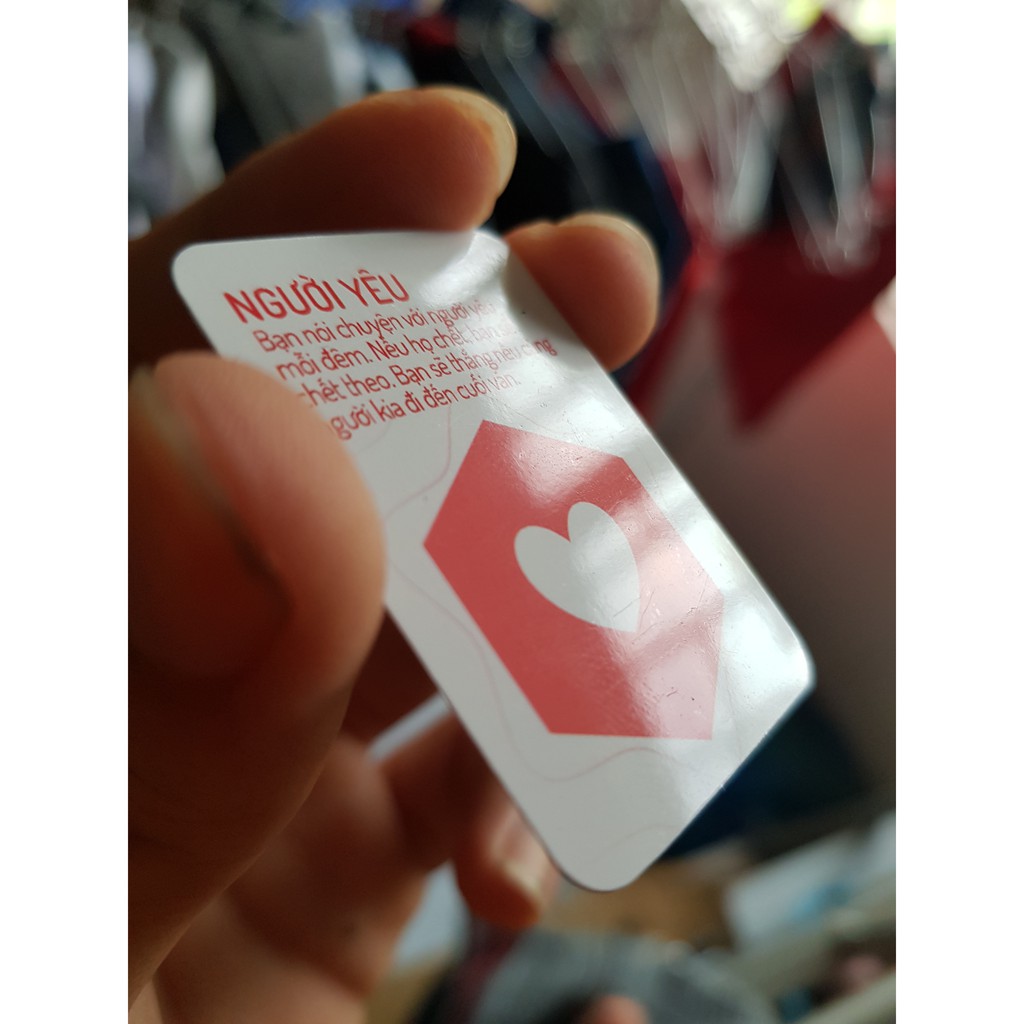 NGƯỜI YÊU
Bạn nói chuyện với người yêu
mỗi đêm. Nếu họ chết, bạn sẽ
chết theo. Bạn sẽ thắng nếu cùng
người kia đi đến cuối ván.